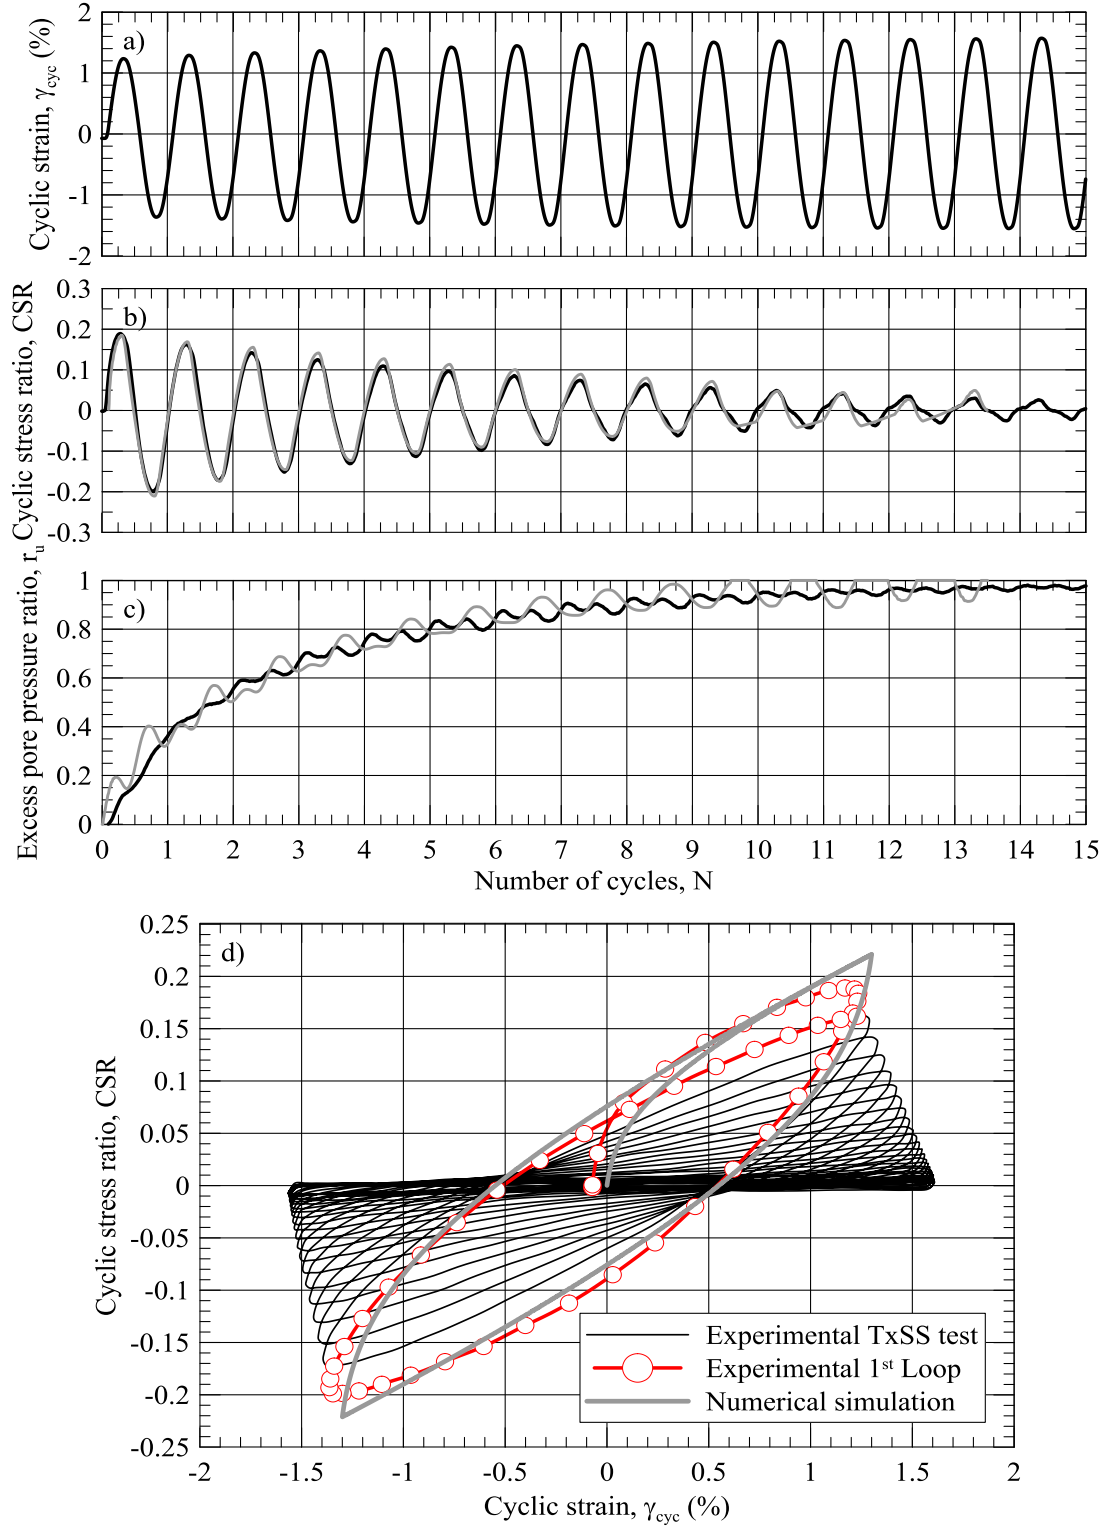 a)
Cyclic strain, γcyc (%)
2
1
0
-1
-2
b)
Cyclic stress ratio, CSR
0.3
0.2
0.1
0
-0.1
-0.2
-0.3
c)
Excess pore pressure ratio, ru
1
0.8
0.6
0.4
0.2
0
0 1 2 3 4 5 6 7 8 9 10 11 12 13 14 15
Number of cycles, N
d)
Cyclic stress ratio, CSR
0.25
0.2
0.15
0.1
0.05
0
-0.05
-0.1
-0.15
-0.2
-0.25
Experimental TxSS test
Experimental 1st Loop
Numerical simulation
-2 -1.5 -1 -0.5 0 0.5 1 1.5 2
Cyclic strain, γcyc (%)